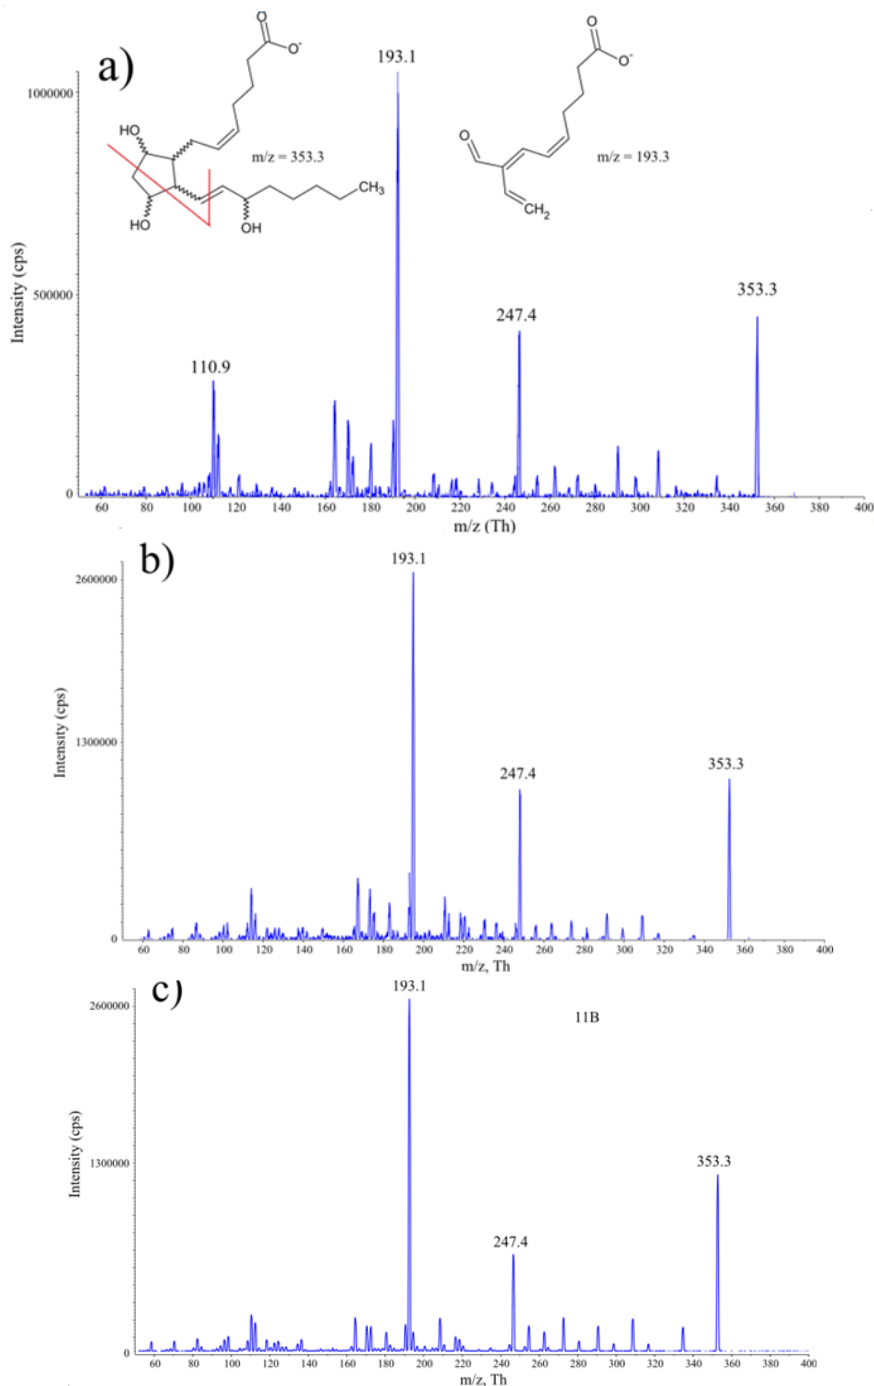 a)
O
O-
193.1
O
O-
1000000
HO
m/z = 353.3
O
m/z = 193.3
CH3
CH2
HO
OH
Intensity (cps)
500000
353.3
247.4
110.9
0
60 80 100 120 140 160 180 200 220 240 260 280 300 320 340 360 380 400
m/z (Th)
b)
193.1
2600000
Intensity (cps)
1300000
353.3
247.4
0
60 80 100 120 140 160 180 200 220 240 260 280 300 320 340 360 380 400
m/z, Th
c)
193.1
2600000
11B
Intensity (cps)
1300000
353.3
247.4
0
60 80 100 120 140 160 180 200 220 240 260 280 300 320 340 360 380 400
m/z, Th